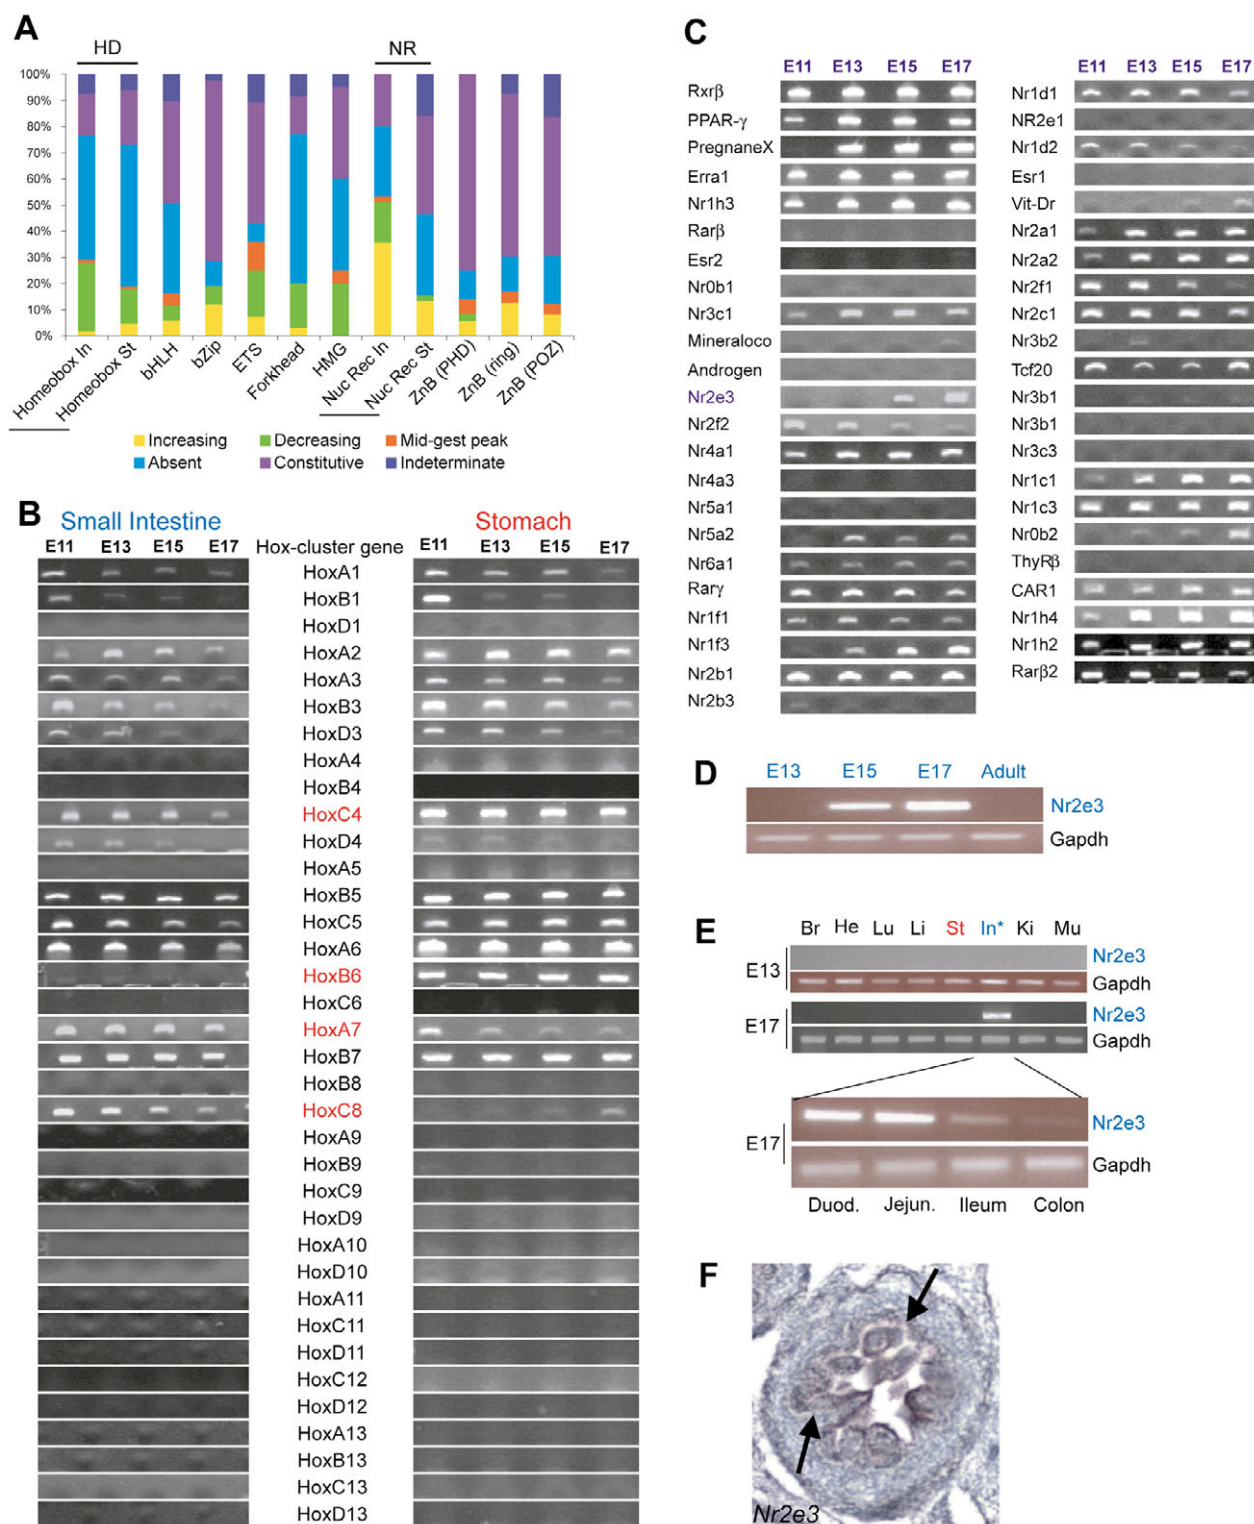 A
HD
NR
100%
90%
80%
70%
60%
50%
40%
30%
20%
10%
0%
Homeobox In
Homeobox St
bHLH
bZip
ETS
Forkhead
HMG
Nuc Rec In
Nuc Rec St
ZnB (PHD)
ZnB (ring)
ZnB (POZ)
Increasing
Decreasing
Mid-gest peak
Absent
Constitutive
Indeterminate
B
Small Intestine
Stomach
E11 E13 E15 E17 Hox-cluster gene E11 E13 E15 E17
HoxA1
HoxB1
HoxD1
HoxA2
HoxA3
HoxB3
HoxD3
HoxA4
HoxB4
HoxC4
HoxD4
HoxA5
HoxB5
HoxC5
HoxA6
HoxB6
HoxC6
HoxA7
HoxB7
HoxB8
HoxC8
HoxA9
HoxB9
HoxC9
HoxD9
HoxA10
HoxD10
HoxA11
HoxC11
HoxD11
HoxC12
HoxD12
HoxA13
HoxB13
HoxC13
HoxD13
C
E11 E13 E15 E17
Rxrβ
PPAR-γ
PregnaneX
Erra1
Nr1h3
Rarβ
Esr2
Nr0b1
Nr3c1
Mineraloco
Androgen
Nr2e3
Nr2f2
Nr4a1
Nr4a3
Nr5a1
Nr5a2
Nr6a1
Rarγ
Nr1f1
Nr1f3
Nr2b1
Nr2b3
E11 E13 E15 E17
Nr1d1
NR2e1
Nr1d2
Esr1
Vit-Dr
Nr2a1
Nr2a2
Nr2f1
Nr2c1
Nr3b2
Tcf20
Nr3b1
Nr3b1
Nr3c3
Nr1c1
Nr1c3
Nr0b2
ThyRβ
CAR1
Nr1h4
Nr1h2
Rarβ2
D
E13 E15 E17 Adult
Nr2e3
Gapdh
E
Br He Lu Li St In* Ki Mu
E13
Nr2e3
Gapdh
E17
Nr2e3
Gapdh
E17
Nr2e3
Gapdh
Duod. Jejun. Ileum Colon
F
Nr2e3